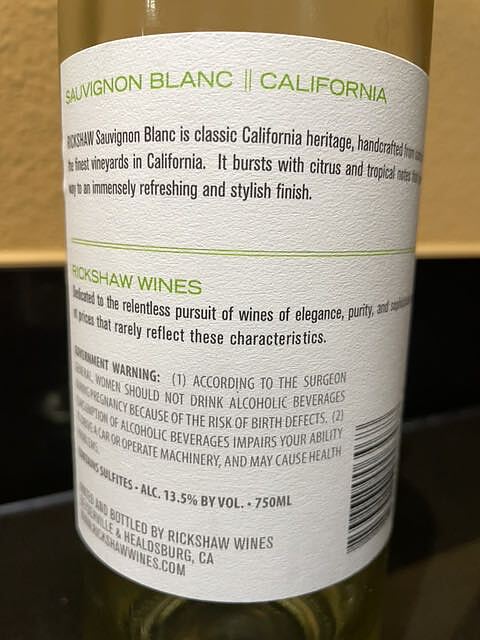 SAUVIGNON BLANC || CALIFORNIA
RICKSHAW Sauvignon Blanc is classic California heritage, handcrafted from
the finest vineyards in California. It bursts with citrus and tropical notes
way to an immensely refreshing and stylish finish.
RICKSHAW WINES
Dedicated to the relentless pursuit of wines of elegance, purity, and
at prices that rarely reflect these characteristics.
GOVERNMENT WARNING: (1) ACCORDING TO THE SURGEON
GENERAL, WOMEN SHOULD NOT DRINK ALCOHOLIC BEVERAGES
DURING PREGNANCY BECAUSE OF THE RISK OF BIRTH DEFECTS. (2)
CONSUMPTION OF ALCOHOLIC BEVERAGES IMPAIRS YOUR ABILITY
TO DRIVE A CAR OR OPERATE MACHINERY, AND MAY CAUSE HEALTH
PROBLEMS.
CONTAINS SULFITES • ALC. 13.5% BY VOL. • 750ML
AND BOTTLED BY RICKSHAW WINES
& HEALDSBURG, CA
RICKSHAWWINES.COM